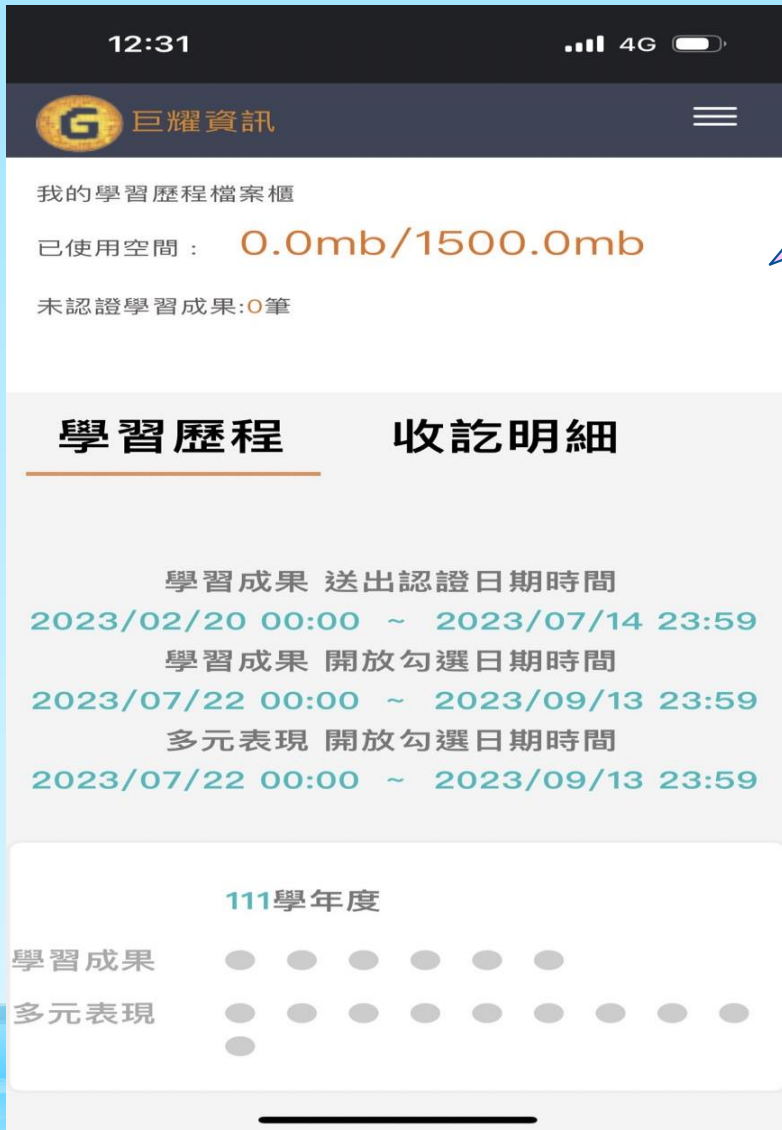 12:31 4G
G 巨耀資訊
我的學習歷程檔案櫃
已使用空間： 0.0mb/1500.0mb
未認證學習成果:0筆
學習歷程 收訖明細
學習成果 送出認證日期時間
2023/02/20 00:00 ~ 2023/07/14 23:59
學習成果 開放勾選日期時間
2023/07/22 00:00 ~ 2023/09/13 23:59
多元表現 開放勾選日期時間
2023/07/22 00:00 ~ 2023/09/13 23:59
111學年度
學習成果
多元表現